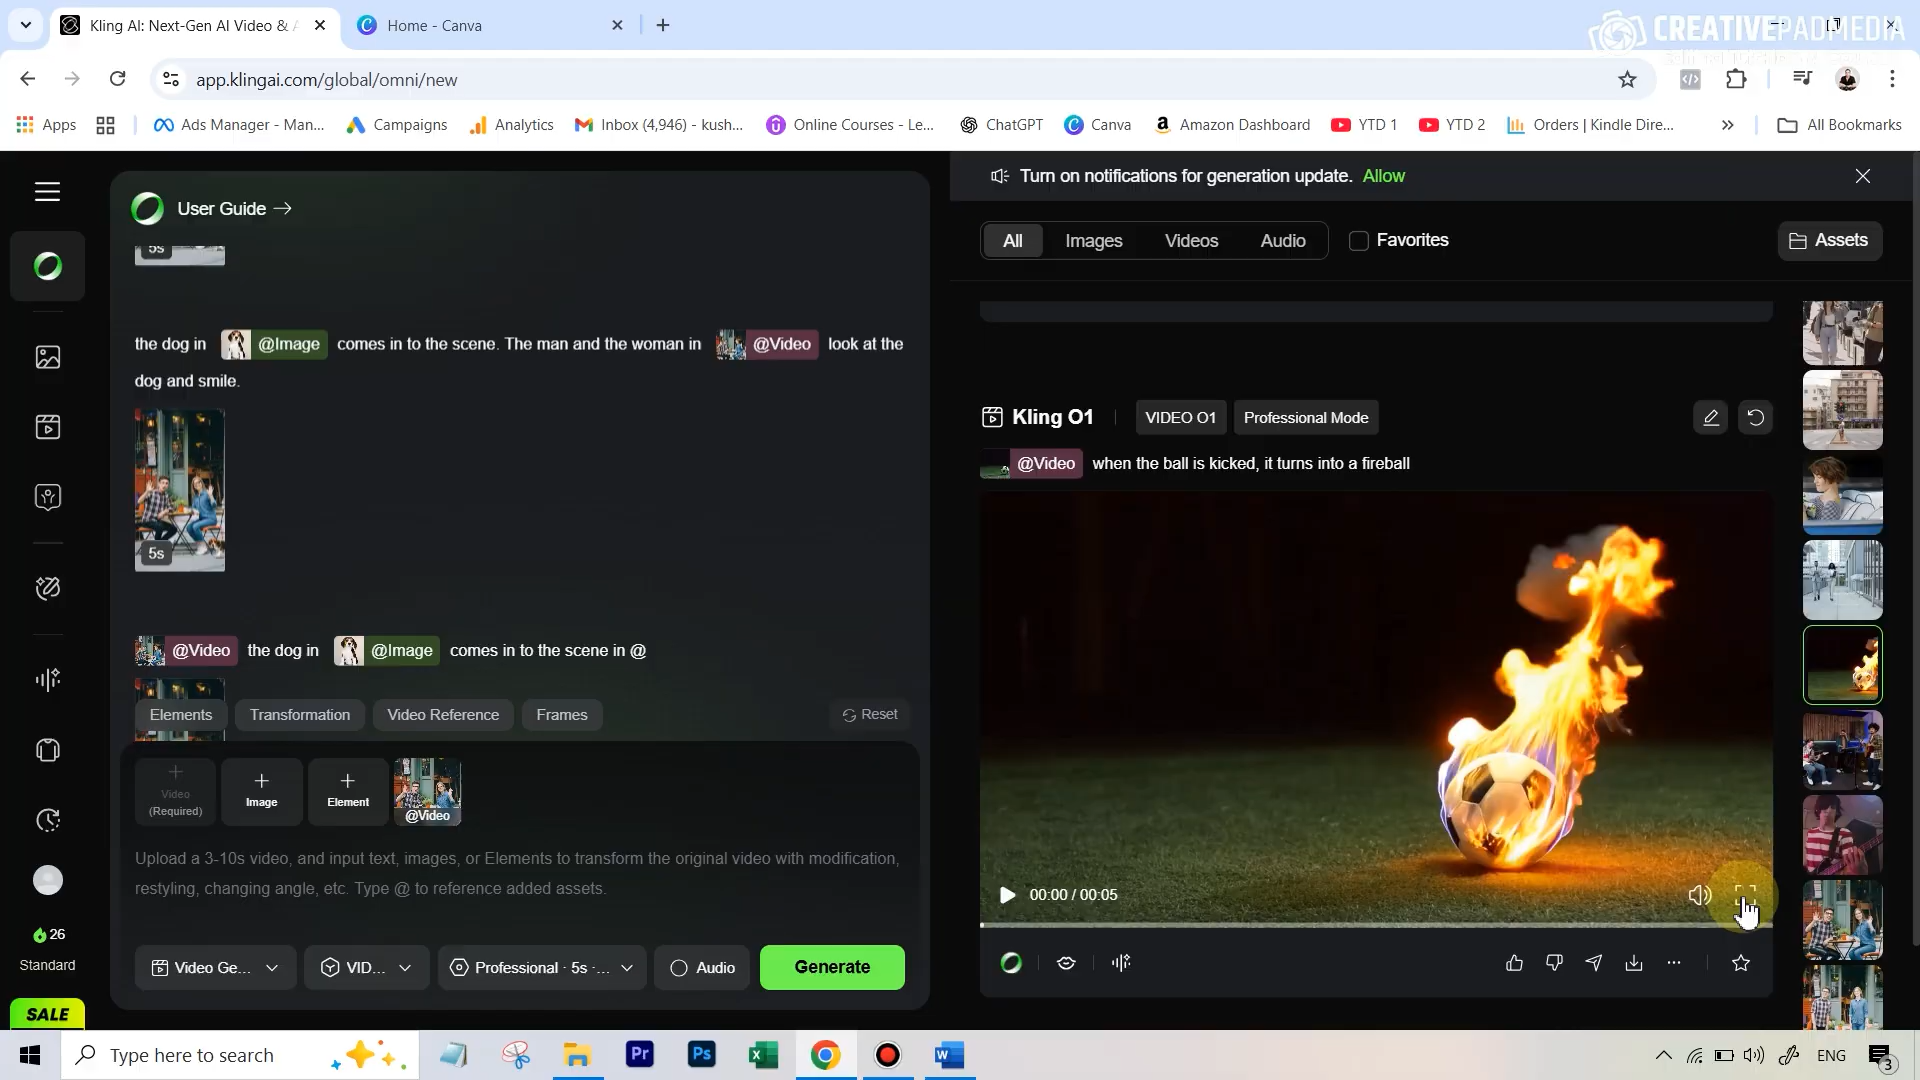 Kling AI: Next-Gen AI Video &
Home - Canva
CREATIVEPADMEDIA
app.klingai.com/global/omni/new
Apps
Ads Manager - Man...
Campaigns
Analytics
Inbox (4,946) - kush...
Online Courses - Le...
ChatGPT
Canva
Amazon Dashboard
YTD 1
YTD 2
Orders | Kindle Dire...
All Bookmarks
User Guide
5s
the dog in @Image comes in to the scene. The man and the woman in @Video look at the
dog and smile.
5s
@Video the dog in @Image comes in to the scene in @
Elements
Transformation
Video Reference
Frames
Reset
Video
(Required)
Image
Element
@Video
Upload a 3-10s video, and input text, images, or Elements to transform the original video with modification,
restyling, changing angle, etc. Type @ to reference added assets.
Video Ge...
VID...
Professional · 5s ·...
Audio
Generate
26
Standard
SALE
Turn on notifications for generation update. Allow
All
Images
Videos
Audio
Favorites
Assets
Kling O1
VIDEO O1
Professional Mode
@Video when the ball is kicked, it turns into a fireball
00:00 / 00:05
Type here to search
Pr
Ps
ENG
3